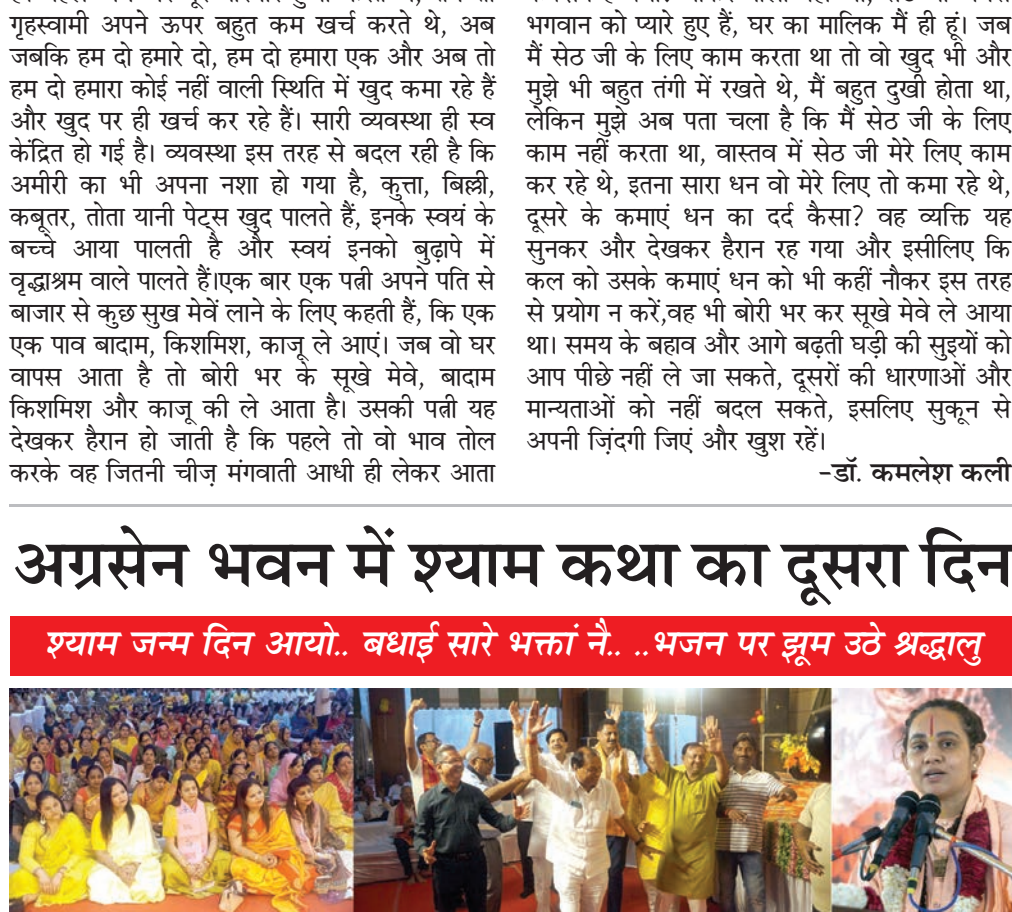 गृहस्वामी अपने ऊपर बहुत कम खर्च करते थे, अब
जबकि हम दो हमारे दो, हम दो हमारा एक और अब तो
हम दो हमारा कोई नहीं वाली स्थिति में खुद कमा रहे हैं
और खुद पर ही खर्च कर रहे हैं। सारी व्यवस्था ही स्व
केंद्रित हो गई है। व्यवस्था इस तरह से बदल रही है कि
अमीरी का भी अपना नशा हो गया है, कुत्ता, बिल्ली,
कबूतर, तोता यानी पेट्स खुद पालते हैं, इनके स्वयं के
बच्चे आया पालती है और स्वयं इनको बुढ़ापे में
वृद्धाश्रम वाले पालते हैं।एक बार एक पत्नी अपने पति से
बाजार से कुछ सुख मेवें लाने के लिए कहती हैं, कि एक
एक पाव बादाम, किशमिश, काजू ले आएं। जब वो घर
वापस आता है तो बोरी भर के सूखे मेवे, बादाम
किशमिश और काजू की ले आता है। उसकी पत्नी यह
देखकर हैरान हो जाती है कि पहले तो वो भाव तोल
करके वह जितनी चीज़ मंगवाती आधी ही लेकर आता
भगवान को प्यारे हुए हैं, घर का मालिक मैं ही हूं। जब
मैं सेठ जी के लिए काम करता था तो वो खुद भी और
मुझे भी बहुत तंगी में रखते थे, मैं बहुत दुखी होता था,
लेकिन मुझे अब पता चला है कि मैं सेठ जी के लिए
काम नहीं करता था, वास्तव में सेठ जी मेरे लिए काम
कर रहे थे, इतना सारा धन वो मेरे लिए तो कमा रहे थे,
दूसरे के कमाएं धन का दर्द कैसा? वह व्यक्ति यह
सुनकर और देखकर हैरान रह गया और इसीलिए कि
कल को उसके कमाएं धन को भी कहीं नौकर इस तरह
से प्रयोग न करें,वह भी बोरी भर कर सूखे मेवे ले आया
था। समय के बहाव और आगे बढ़ती घड़ी की सुइयों को
आप पीछे नहीं ले जा सकते, दूसरों की धारणाओं और
मान्यताओं को नहीं बदल सकते, इसलिए सुकून से
अपनी ज़िंदगी जिएं और खुश रहें।
-डॉ. कमलेश कली
अग्रसेन भवन में श्याम कथा का दूसरा दिन
श्याम जन्म दिन आयो.. बधाई सारे भक्तां नै.. ..भजन पर झूम उठे श्रद्धालु